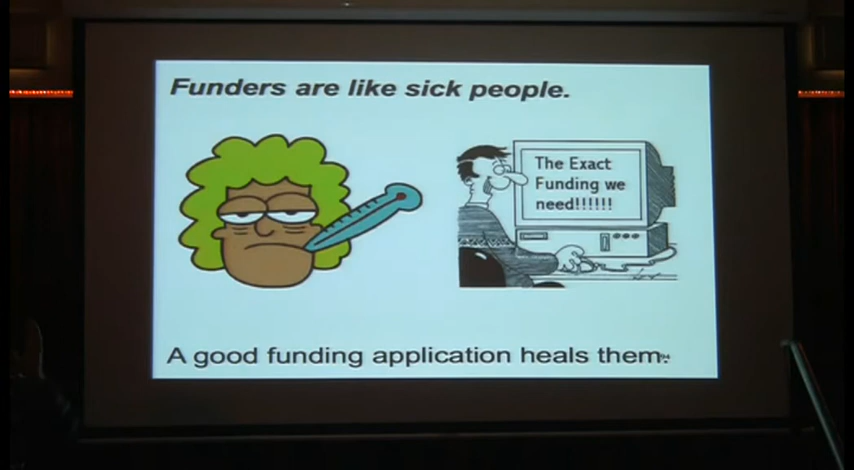 Funders are like sick people.
The Exact
Funding we
need!!!!!!
A good funding application heals them.